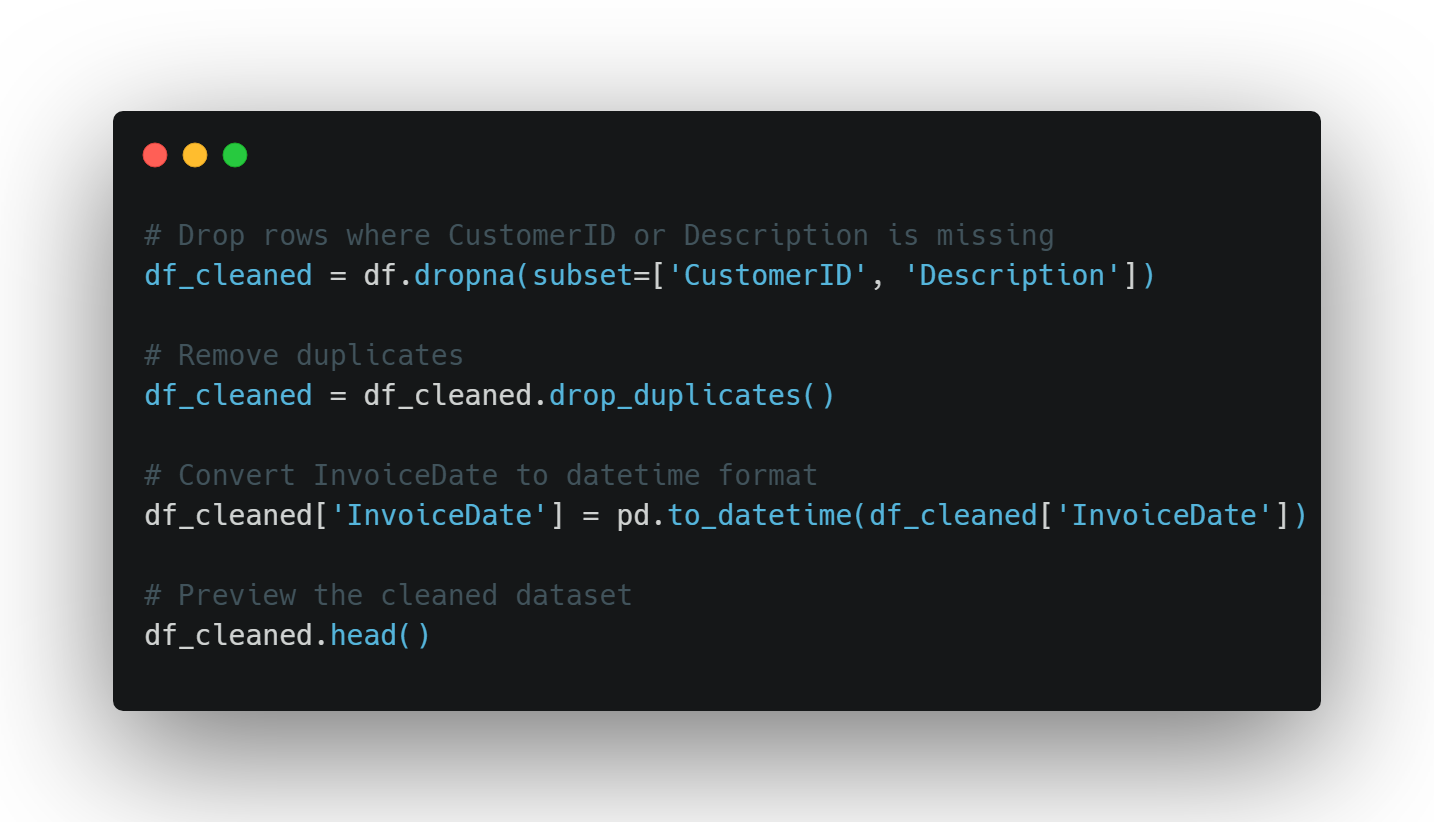 # Drop rows where CustomerID or Description is missing
df_cleaned = df.dropna(subset=['CustomerID', 'Description'])
# Remove duplicates
df_cleaned = df_cleaned.drop_duplicates()
# Convert InvoiceDate to datetime format
df_cleaned['InvoiceDate'] = pd.to_datetime(df_cleaned['InvoiceDate'])
# Preview the cleaned dataset
df_cleaned.head()